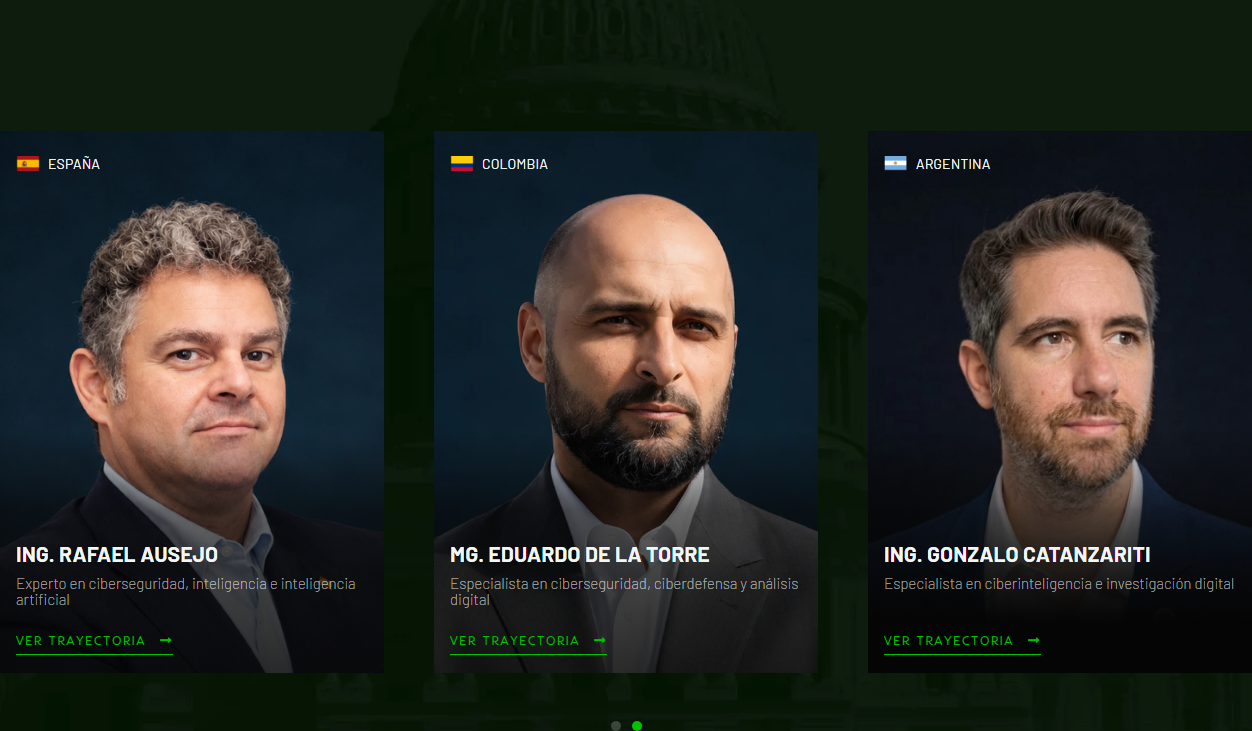 ESPAÑA
ING. RAFAEL AUSEJO
Experto en ciberseguridad, inteligencia e inteligencia
artificial
VER TRAYECTORIA
COLOMBIA
MG. EDUARDO DE LA TORRE
Especialista en ciberseguridad, ciberdefensa y análisis
digital
VER TRAYECTORIA
ARGENTINA
ING. GONZALO CATANZARITI
Especialista en ciberinteligencia e investigación digital
VER TRAYECTORIA